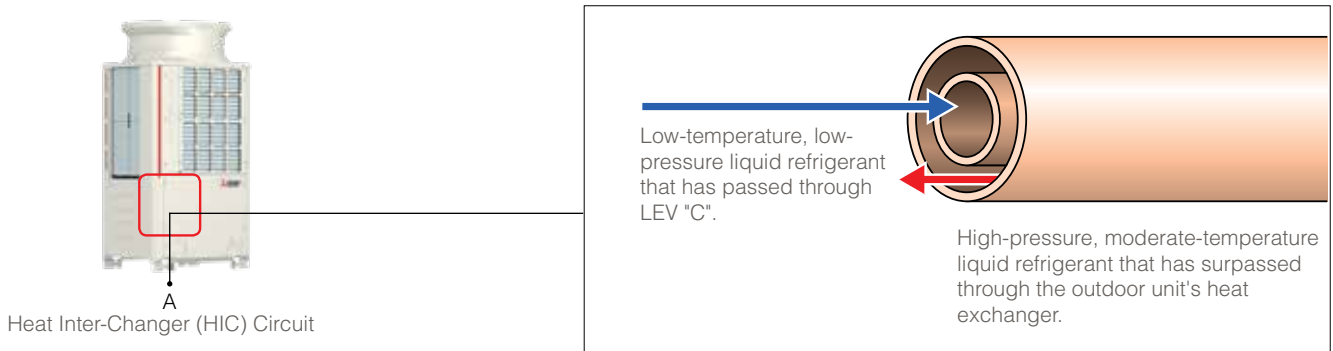 A
Heat Inter-Changer (HIC) Circuit
Low-temperature, low-
pressure liquid refrigerant
that has passed through
LEV "C".
High-pressure, moderate-temperature
liquid refrigerant that has surpassed
through the outdoor unit's heat
exchanger.